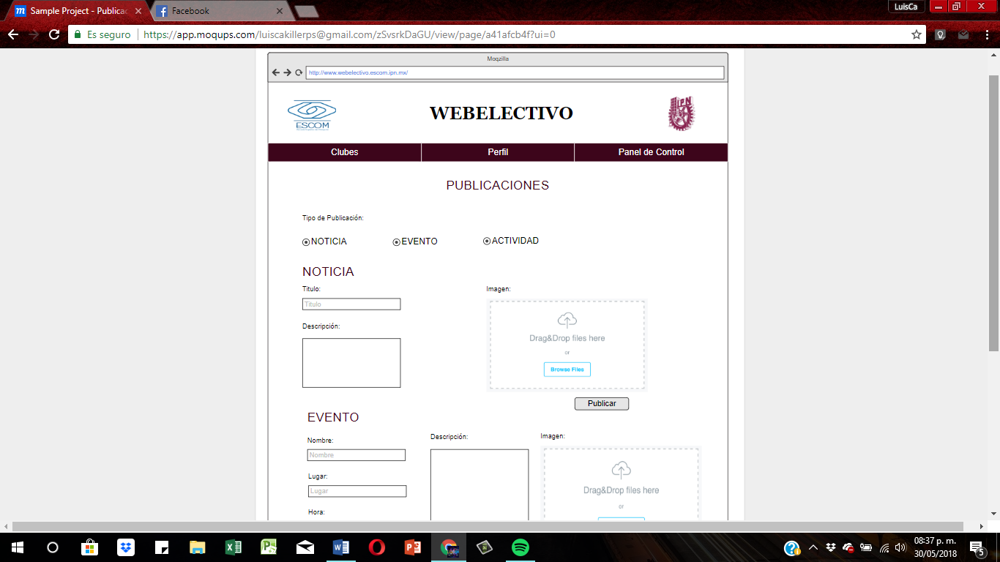 LuisCa
Sample Project - Publicac
Facebook
Es seguro
https://app.moqups.com/luiscakillerps@gmail.com/zSvsrkDaGU/view/page/a41afcb4f?ui=0
Moqzilla
http://www.webelectivo.escom.ipn.mx/
ESCOM
WEBELECTIVO
IPN
Clubes
Perfil
Panel de Control
PUBLICACIONES
Tipo de Publicación:
NOTICIA
EVENTO
ACTIVIDAD
NOTICIA
Titulo:
Imagen:
Titulo
Drag&Drop files here
or
Browse Files
Descripción:
Publicar
EVENTO
Nombre:
Descripción:
Imagen:
Nombre
Lugar:
Lugar
Hora:
Drag&Drop files here
or
08:37 p. m.
30/05/2018
5